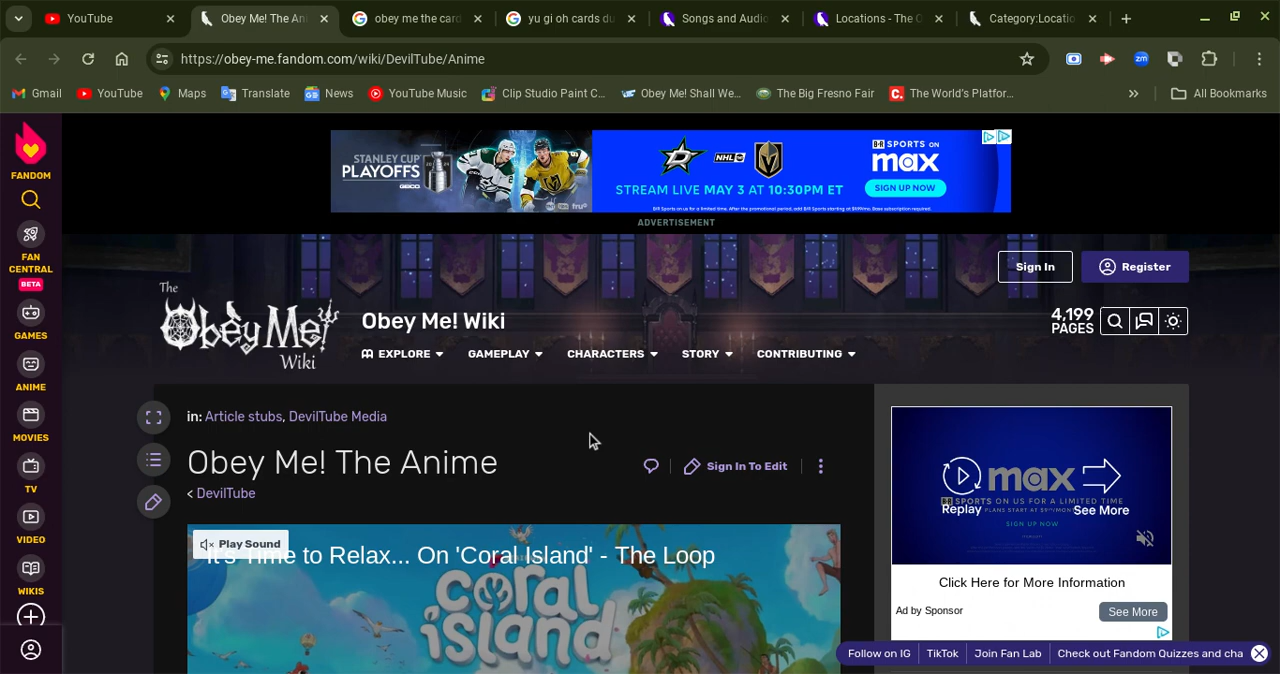 YouTube
Obey Me! The An
obey me the card
yu gi oh cards du
Songs and Audio
Locations - The O
Category:Locatio
https://obey-me.fandom.com/wiki/DevilTube/Anime
zm
Gmail
YouTube
Maps
Translate
News
YouTube Music
Clip Studio Paint C...
Obey Me! Shall We...
The Big Fresno Fair
The World's Platfor...
All Bookmarks
FANDOM
FAN CENTRAL
BETA
GAMES
ANIME
MOVIES
TV
VIDEO
WIKIS
STANLEY CUP
PLAYOFFS
GEICO
NHL
STREAM LIVE MAY 3 AT 10:30PM ET
B/R SPORTS ON
max
SIGN UP NOW
ADVERTISEMENT
Sign In
Register
The
Obey Me!
Wiki
Obey Me! Wiki
4,199
PAGES
EXPLORE
GAMEPLAY
CHARACTERS
STORY
CONTRIBUTING
in: Article stubs, DevilTube Media
Obey Me! The Anime
Sign In To Edit
< DevilTube
Play Sound
It's Time to Relax... On 'Coral Island' - The Loop
CORAL
ISLAND
max
B/R SPORTS ON US FOR A LIMITED TIME
Replay
See More
SIGN UP NOW
Click Here for More Information
Ad by Sponsor
See More
Follow on IG
TikTok
Join Fan Lab
Check out Fandom Quizzes and cha